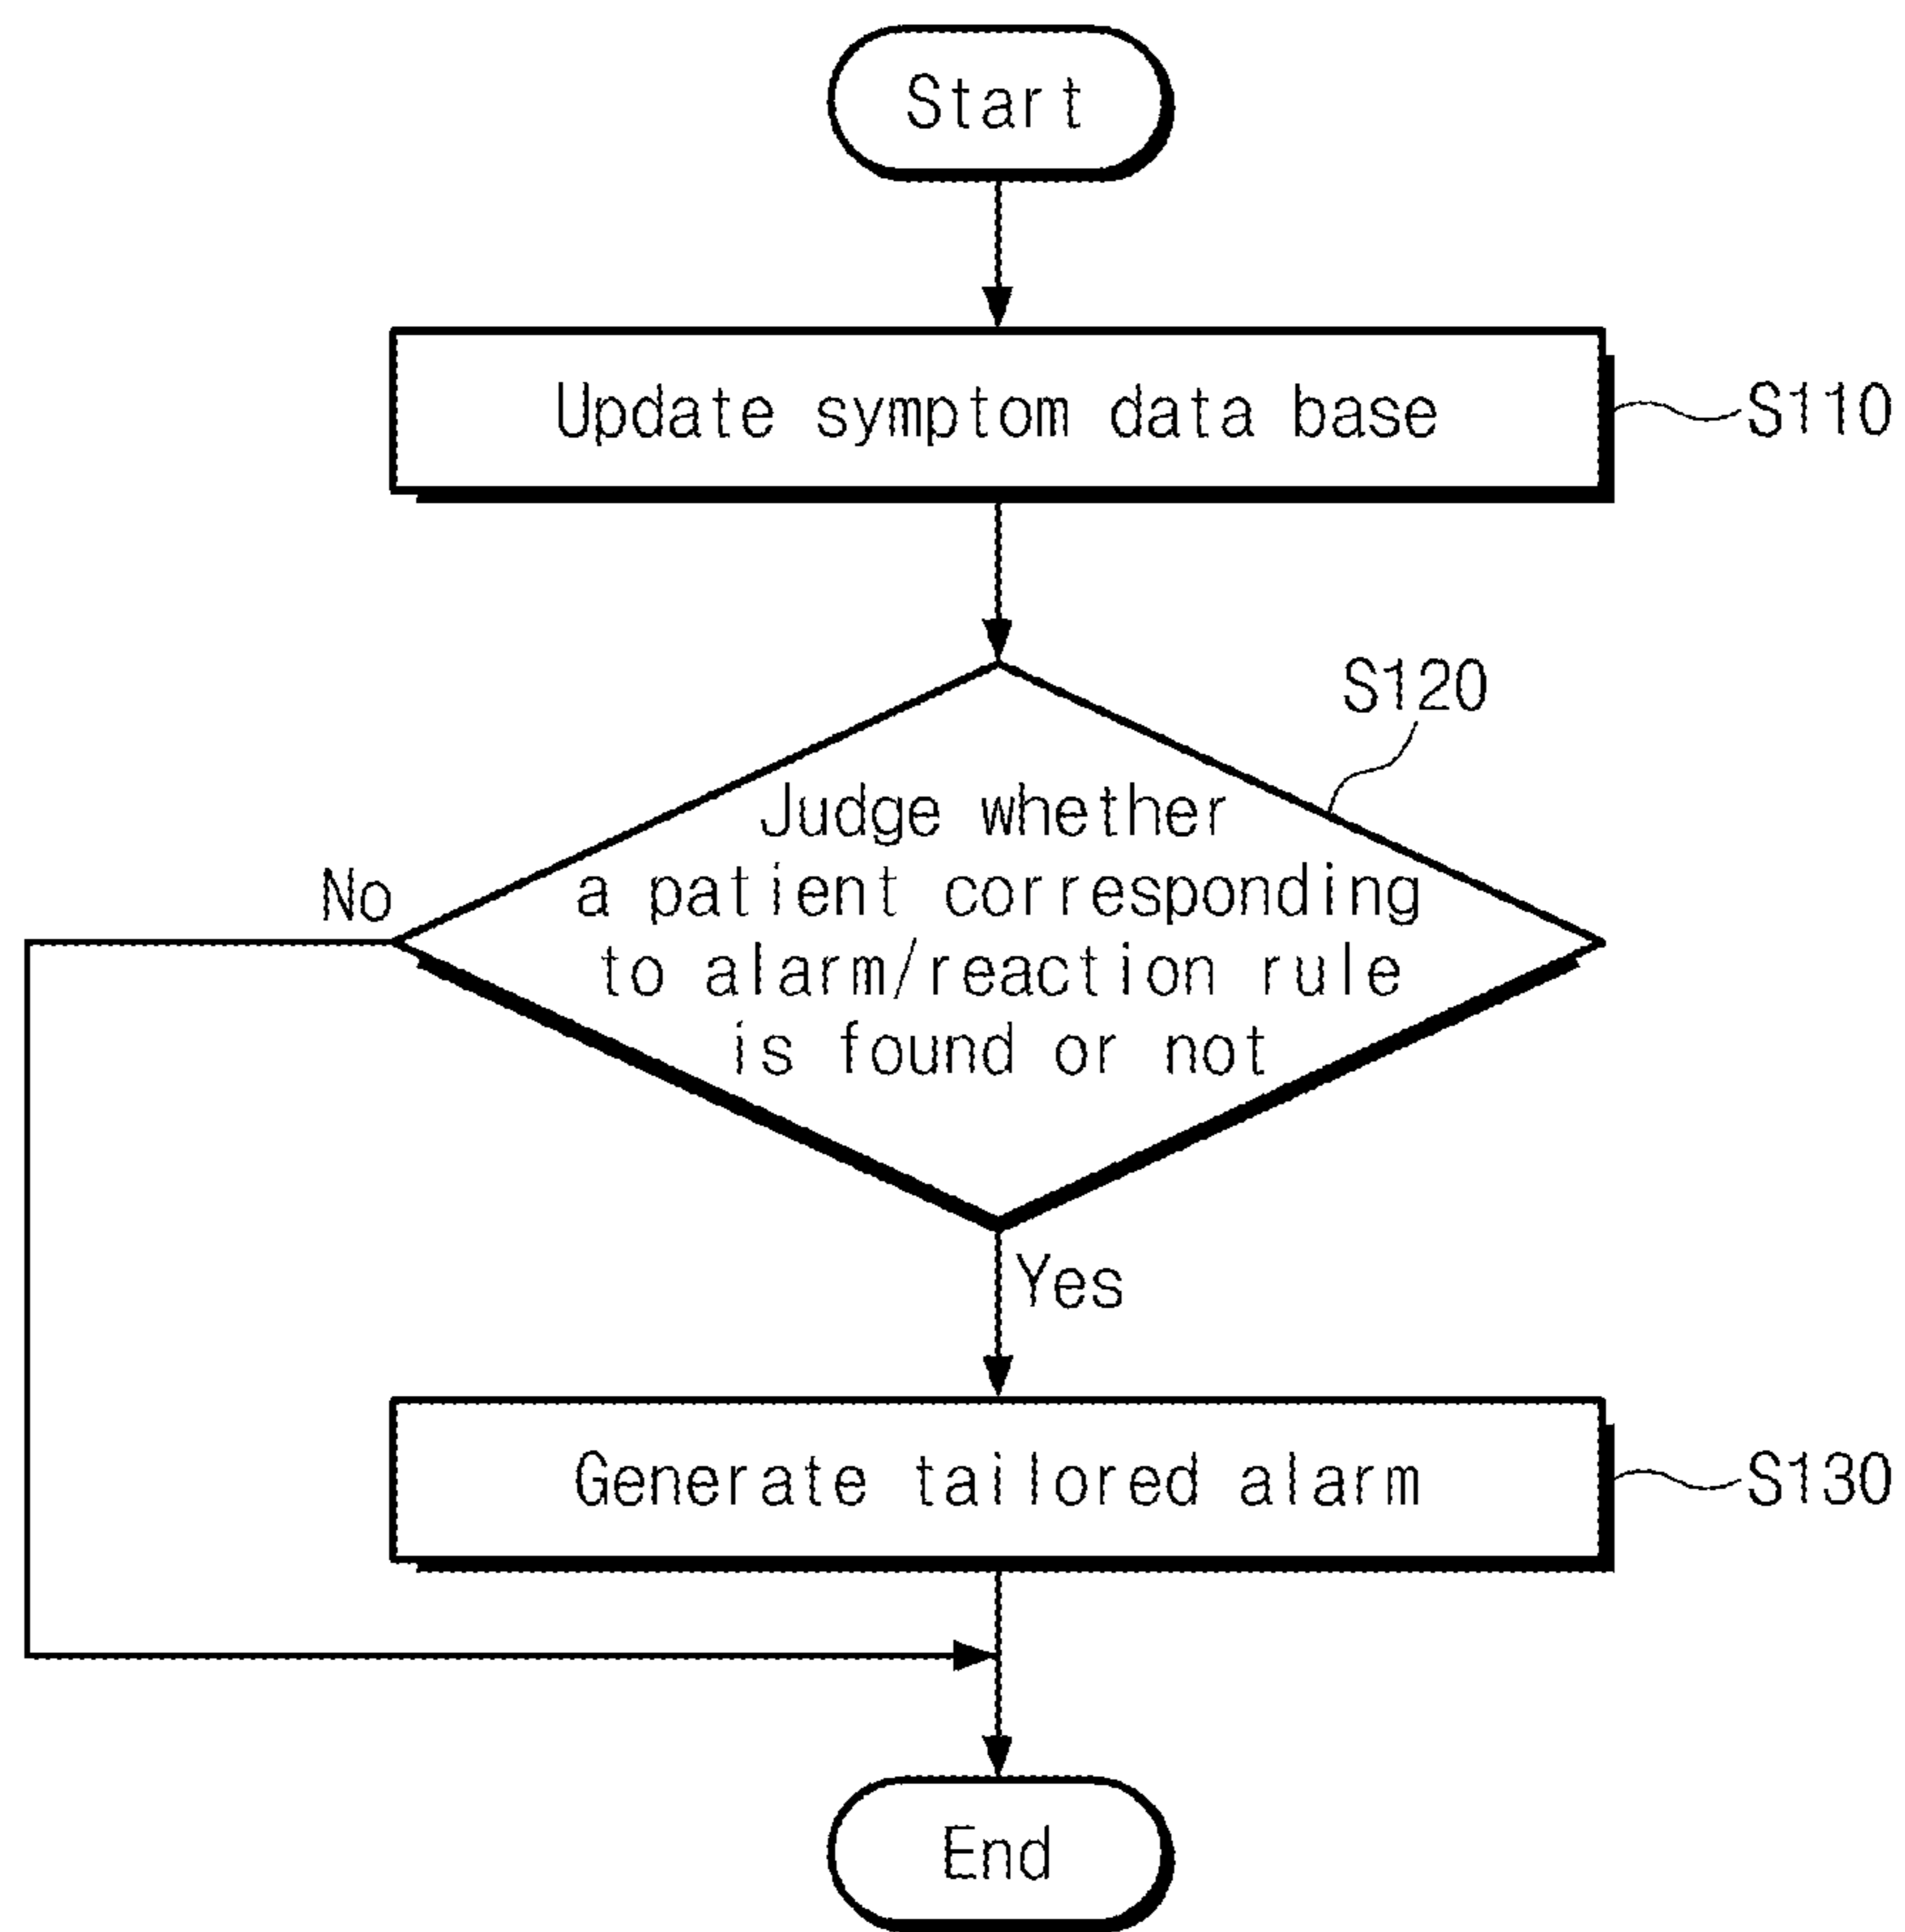 Start
Update symptom data base
S110
S120
Judge whether
a patient corresponding
to alarm/reaction rule
is found or not
No
Yes
Generate tailored alarm
S130
End